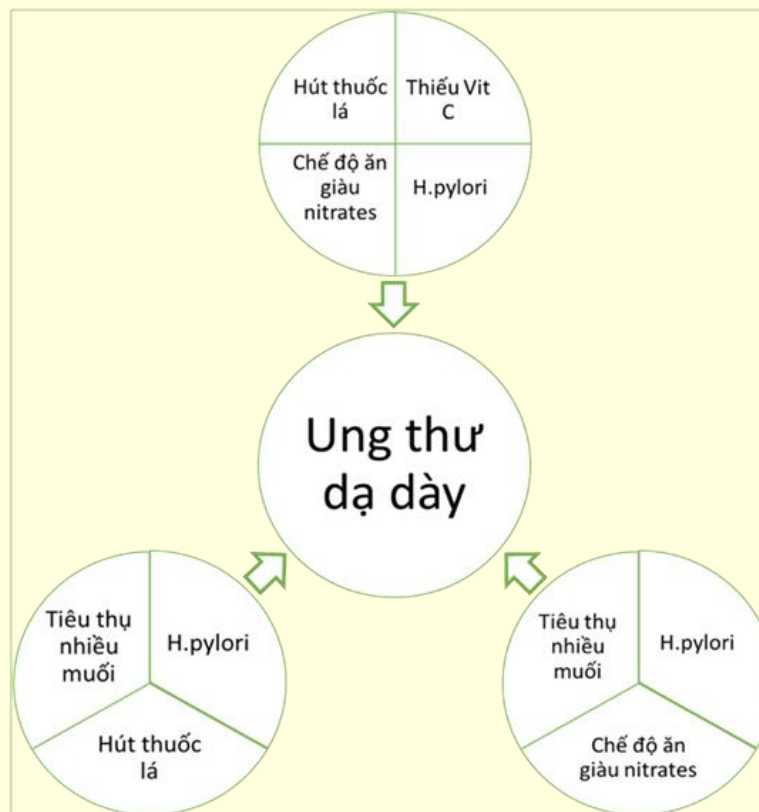 Hút thuốc
lá
Thiếu Vit
C
Chế độ ăn
giàu
nitrates
H.pylori
Ung thư
dạ dày
Tiêu thụ
nhiều
muối
H.pylori
Hút thuốc
lá
Tiêu thụ
nhiều
muối
H.pylori
Chế độ ăn
giàu nitrates